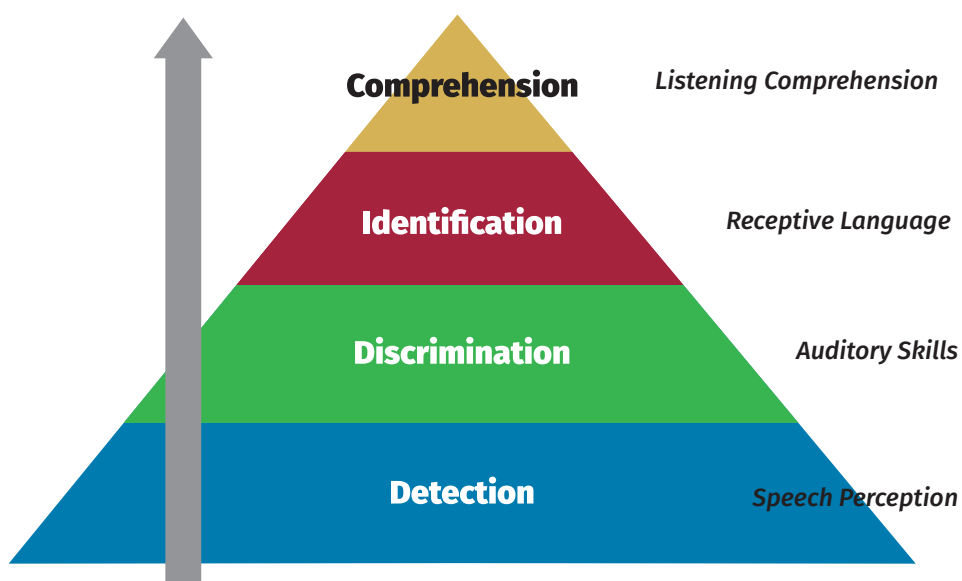 Comprehension
Listening Comprehension
Identification
Receptive Language
Discrimination
Auditory Skills
Detection
Speech Perception